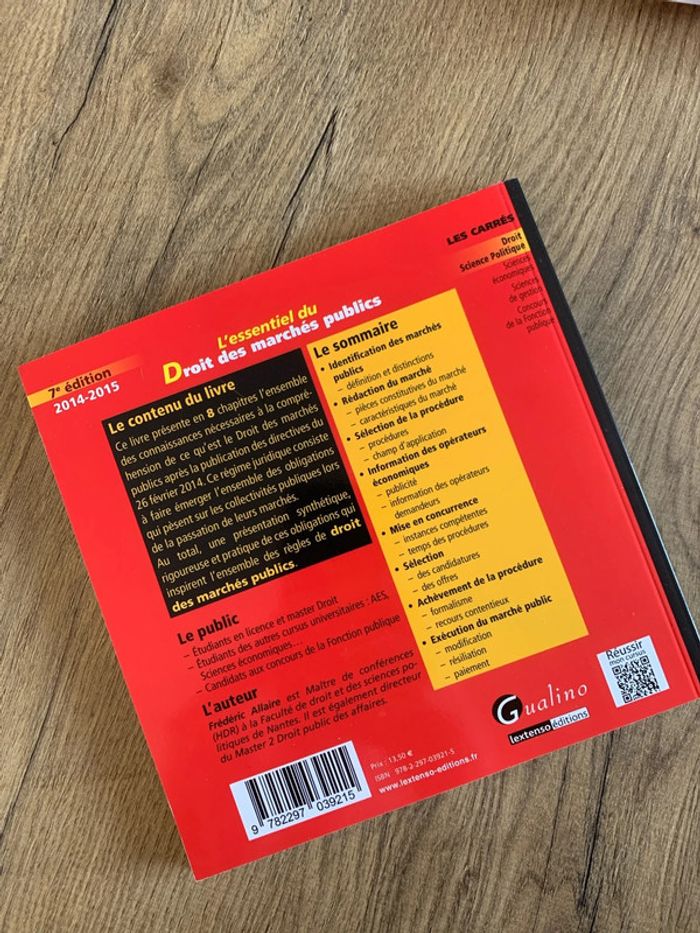 LES CARRÉS
Droit
Science Politique
Sciences
économiques
Sciences
de gestion
Concours
de la Fonction
publique
7e édition
2014-2015
L'essentiel du
Droit des marchés publics
Le contenu du livre
Ce livre présente en 8 chapitres l'ensemble
des connaissances nécessaires à la compré-
hension de ce qu'est le Droit des marchés
publics après la publication des directives du
26 février 2014. Ce régime juridique consiste
à faire émerger l'ensemble des obligations
qui pèsent sur les collectivités publiques lors
de la passation de leurs marchés.
Au total, une présentation synthétique,
rigoureuse et pratique de ces obligations qui
inspirent l'ensemble des règles de droit
des marchés publics.
Le sommaire
• Identification des marchés
publics
– définition et distinctions
• Rédaction du marché
– pièces constitutives du marché
– caractéristiques du marché
• Sélection de la procédure
– procédures
– champ d'application
• Information des opérateurs
économiques
– publicité
– information des opérateurs
demandeurs
• Mise en concurrence
– instances compétentes
– temps des procédures
• Sélection
– des candidatures
– des offres
• Achèvement de la procédure
– formalisme
– recours contentieux
• Exécution du marché public
– modification
– résiliation
– paiement
Le public
– Étudiants en licence et master Droit
– Étudiants des autres cursus universitaires : AES,
Sciences économiques...
– Candidats aux concours de la Fonction publique
L'auteur
Frédéric Allaire est Maître de conférences
(HDR) à la Faculté de droit et des sciences po-
litiques de Nantes. Il est également directeur
du Master 2 Droit public des affaires.
Réussir
mon cursus
Gualino
lextenso éditions
Prix : 13,50 €
ISBN 978-2-297-03921-5
www.lextenso-editions.fr
9 782297 039215